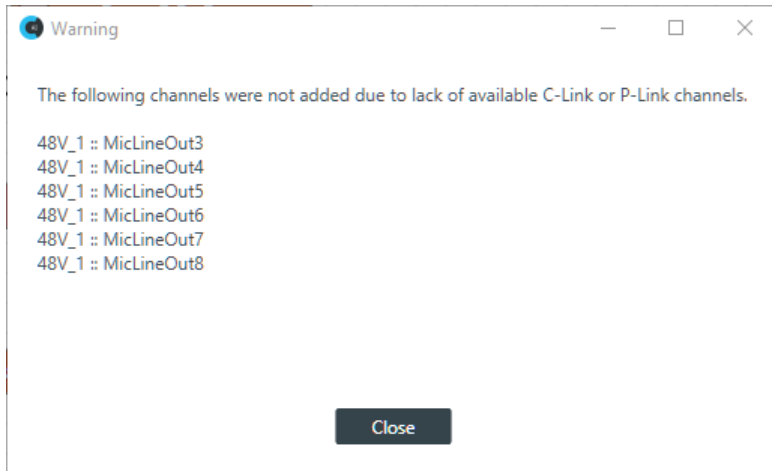 Warning
The following channels were not added due to lack of available C-Link or P-Link channels.
48V_1 :: MicLineOut3
48V_1 :: MicLineOut4
48V_1 :: MicLineOut5
48V_1 :: MicLineOut6
48V_1 :: MicLineOut7
48V_1 :: MicLineOut8
Close